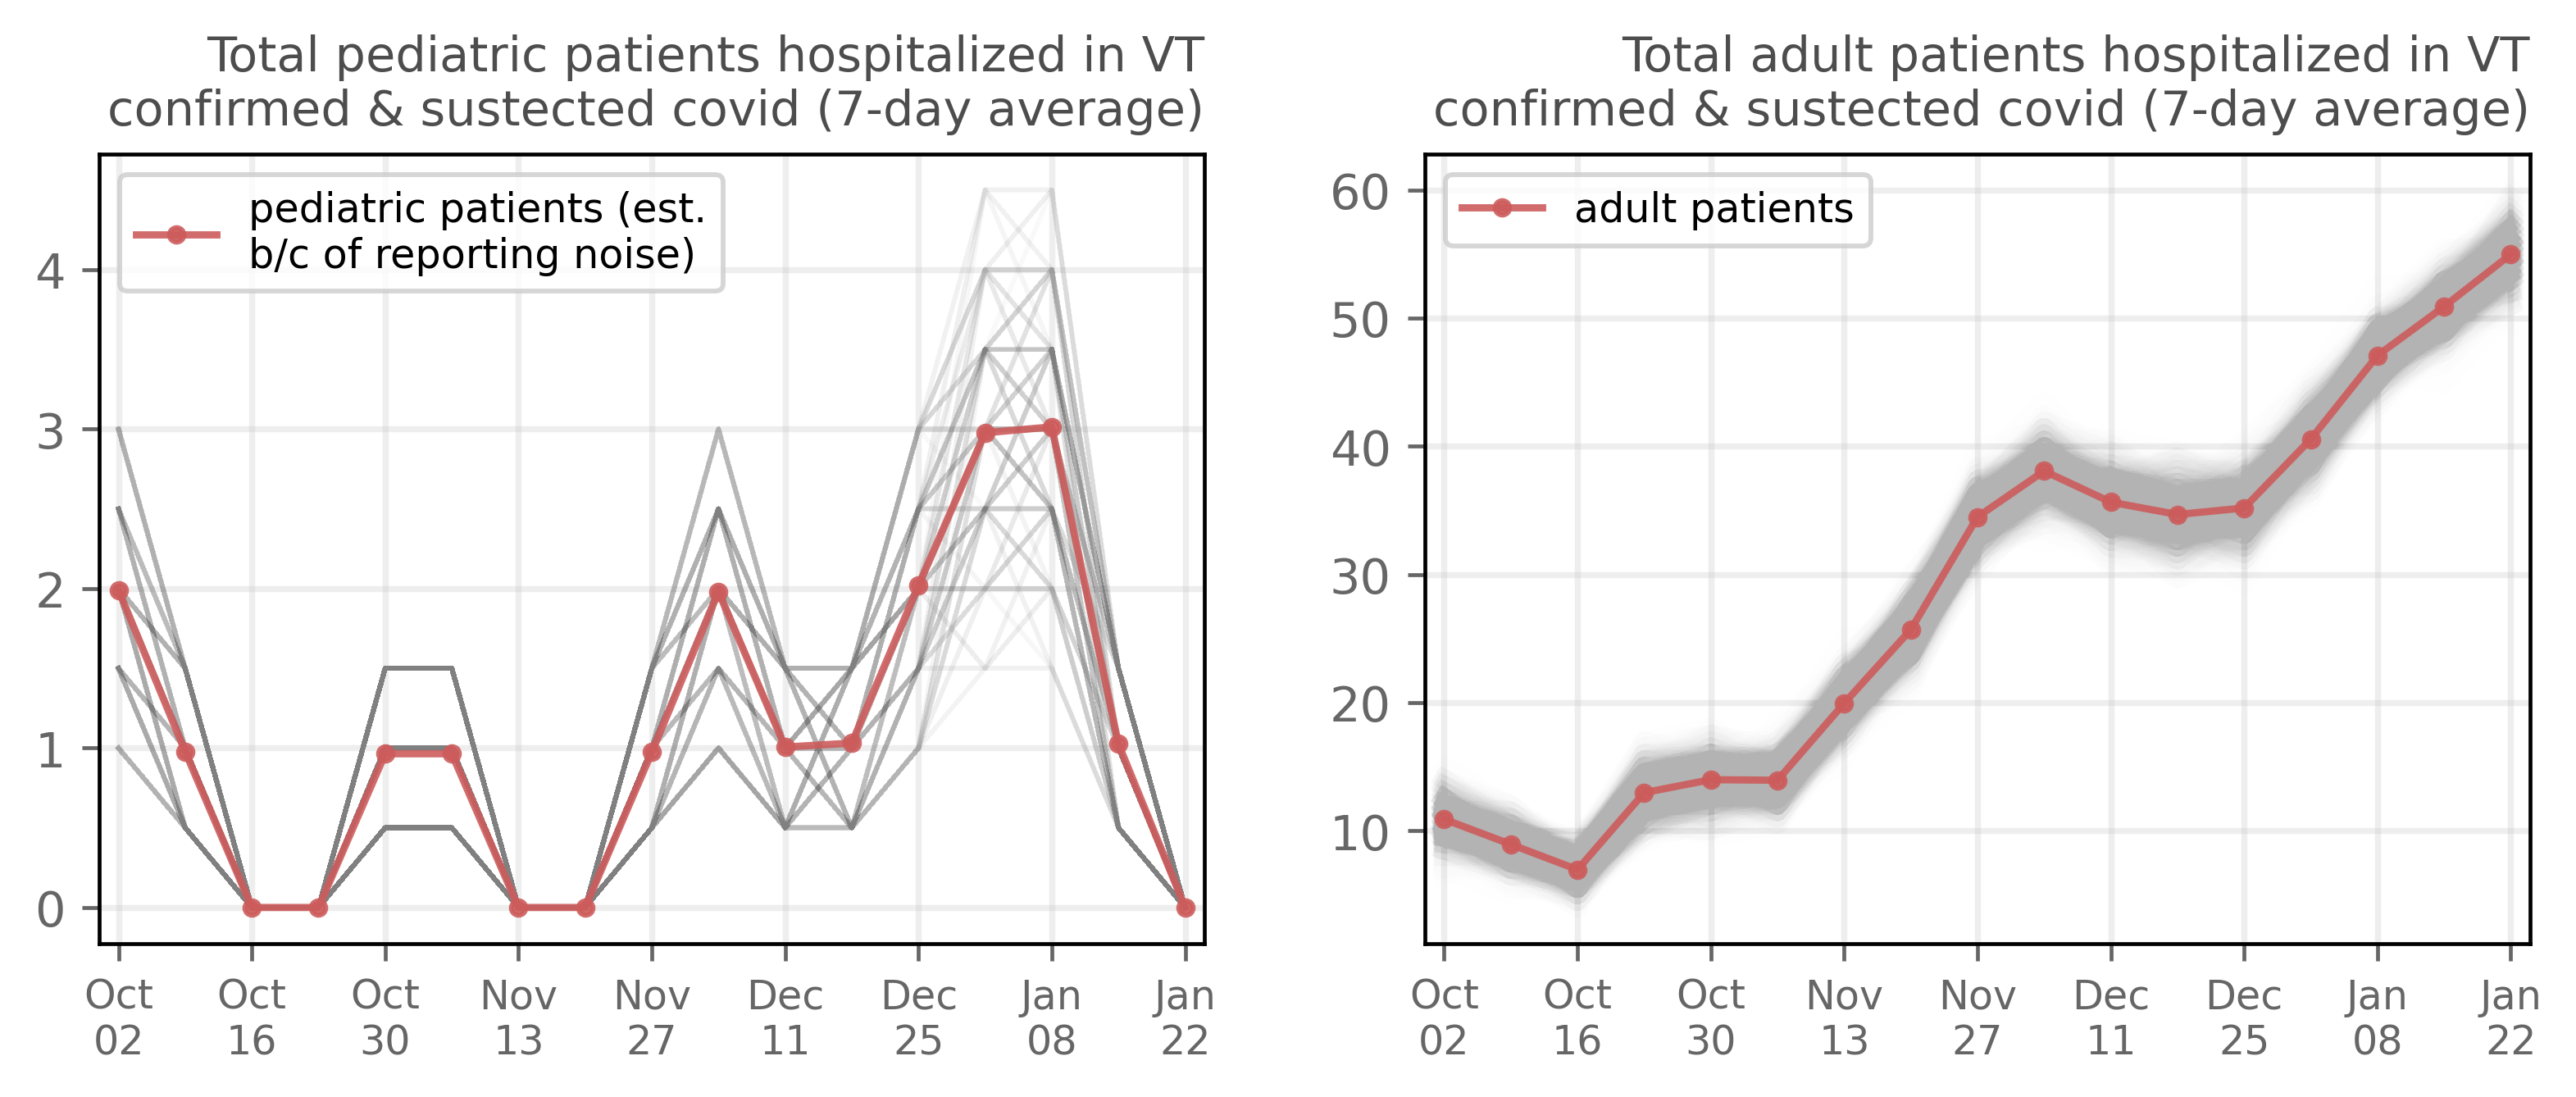 Total pediatric patients hospitalized in VT
confirmed & sustected covid (7-day average)
pediatric patients (est.
b/c of reporting noise)
4
3
2
1
0
Oct Oct Oct Nov Nov Dec Dec Jan Jan
02 16 30 13 27 11 25 08 22
Total adult patients hospitalized in VT
confirmed & sustected covid (7-day average)
adult patients
60
50
40
30
20
10
Oct Oct Oct Nov Nov Dec Dec Jan Jan
02 16 30 13 27 11 25 08 22